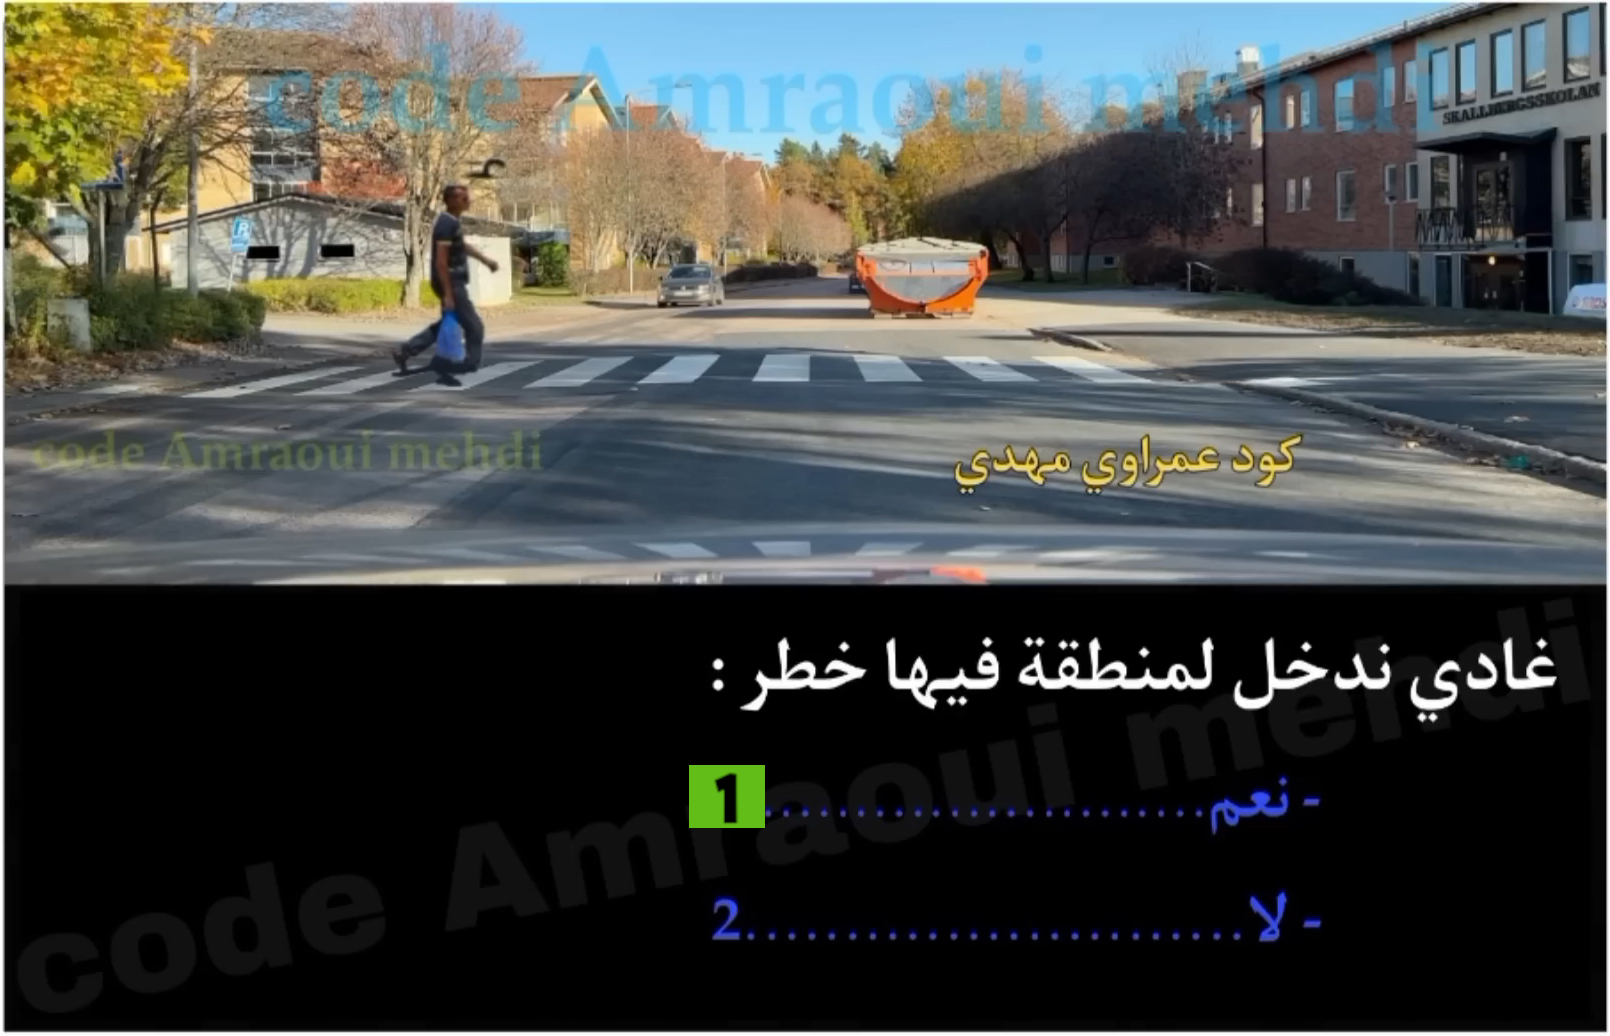 code Amraoui mehdi
SKALLBERGSSKOLAN
code Amraoui mehdi
كود عمراوي مهدي
غادي ندخل لمنطقة فيها خطر :
- نعم.........................1
- لا.........................2
code Amraoui mehdi